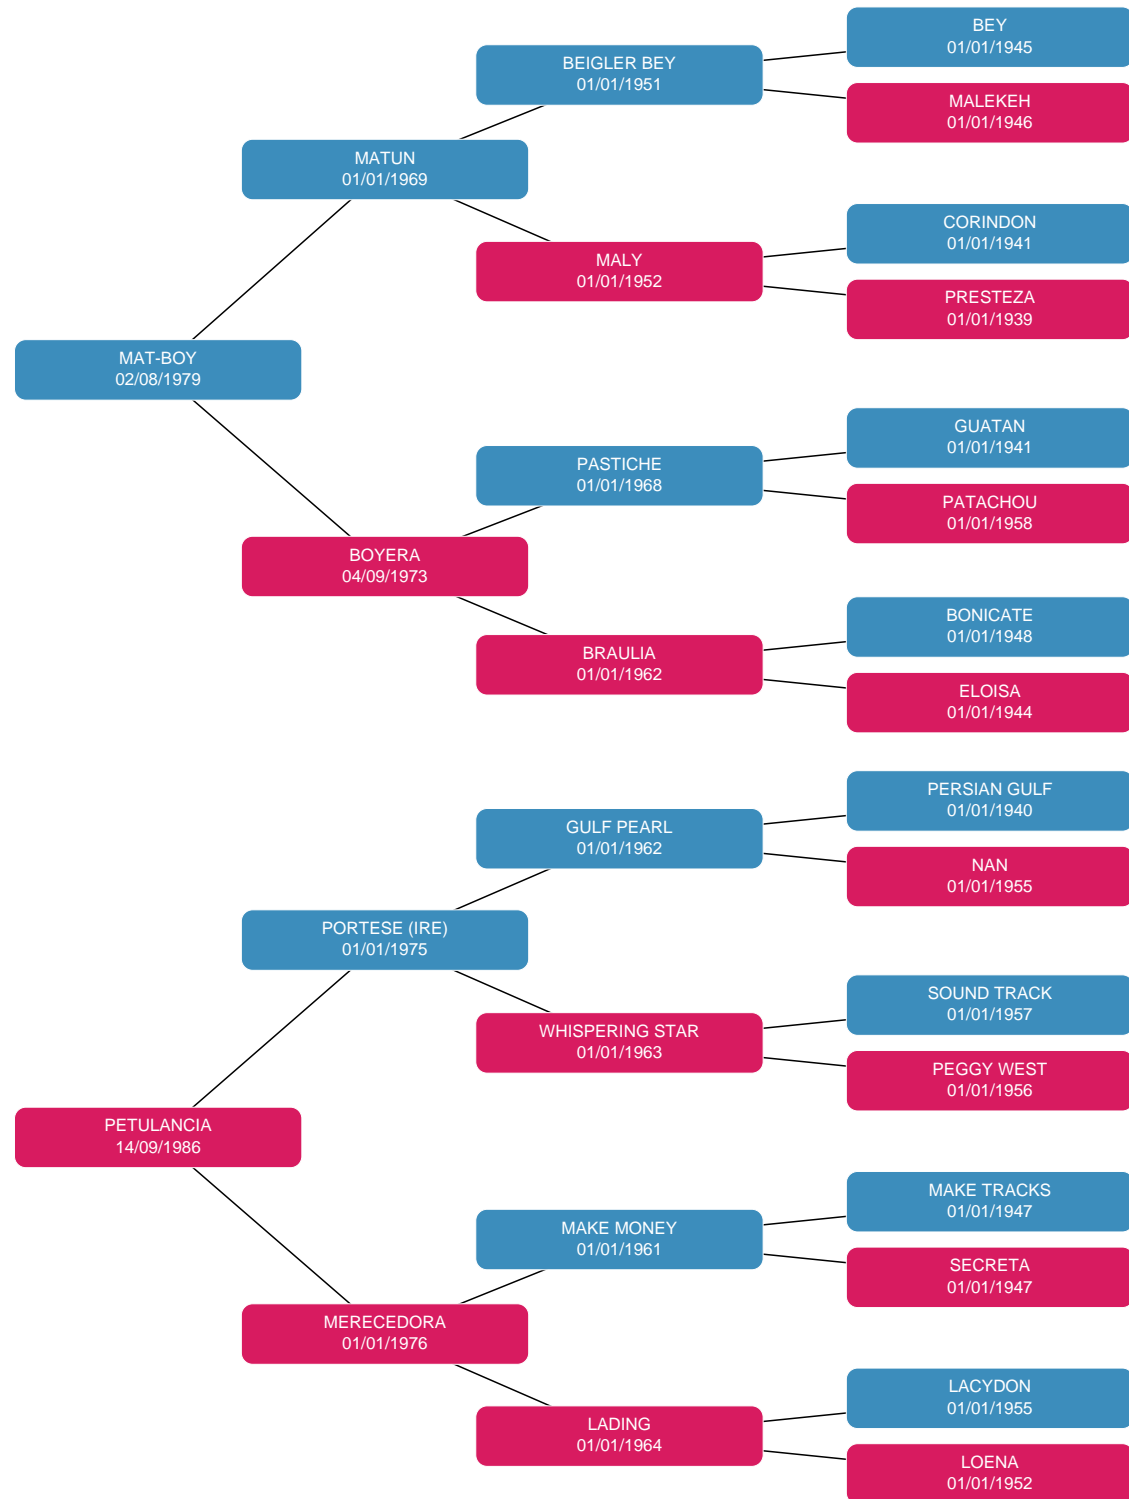 BEY
01/01/1945
BEIGLER BEY
01/01/1951
MALEKEH
01/01/1946
MATUN
01/01/1969
CORINDON
01/01/1941
MALY
01/01/1952
PRESTEZA
01/01/1939
MAT-BOY
02/08/1979
GUATAN
01/01/1941
PASTICHE
01/01/1968
PATACHOU
01/01/1958
BOYERA
04/09/1973
BONICATE
01/01/1948
BRAULIA
01/01/1962
ELOISA
01/01/1944
PERSIAN GULF
01/01/1940
GULF PEARL
01/01/1962
NAN
01/01/1955
PORTESE (IRE)
01/01/1975
SOUND TRACK
01/01/1957
WHISPERING STAR
01/01/1963
PEGGY WEST
01/01/1956
PETULANCIA
14/09/1986
MAKE TRACKS
01/01/1947
MAKE MONEY
01/01/1961
SECRETA
01/01/1947
MERECEDORA
01/01/1976
LACYDON
01/01/1955
LADING
01/01/1964
LOENA
01/01/1952